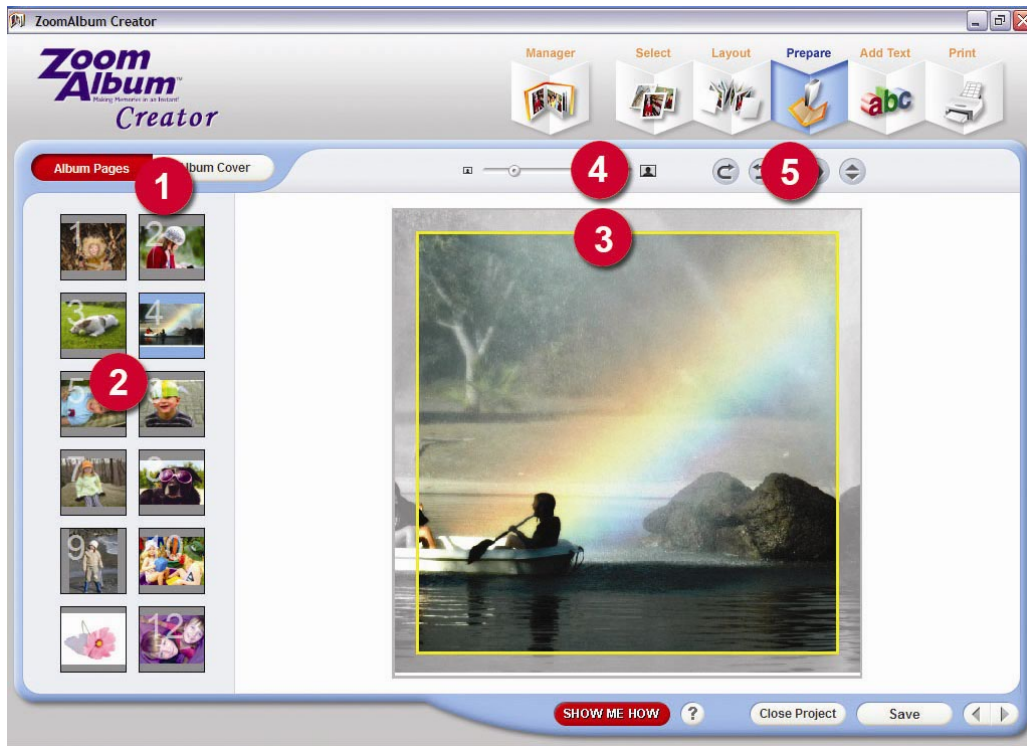 ZoomAlbum Creator
Zoom
Album™
Making Memories in an Instant!
Creator
Manager
Select
Layout
Prepare
Add Text
Print
abc
Album Pages
lbum Cover
1
4
5
3
2
1
2
3
4
5
7
9
10
12
SHOW ME HOW
?
Close Project
Save